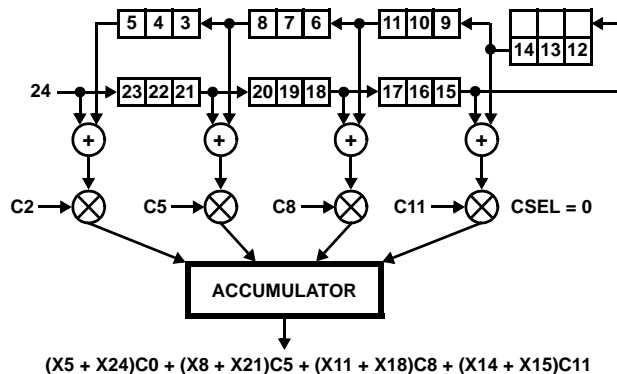 5 4 3 8 7 6 11 10 9
14 13 12
24 23 22 21 20 19 18 17 16 15
+ + + +
C2 C5 C8 C11 CSEL = 0
ACCUMULATOR
(X5 + X24)C0 + (X8 + X21)C5 + (X11 + X18)C8 + (X14 + X15)C11